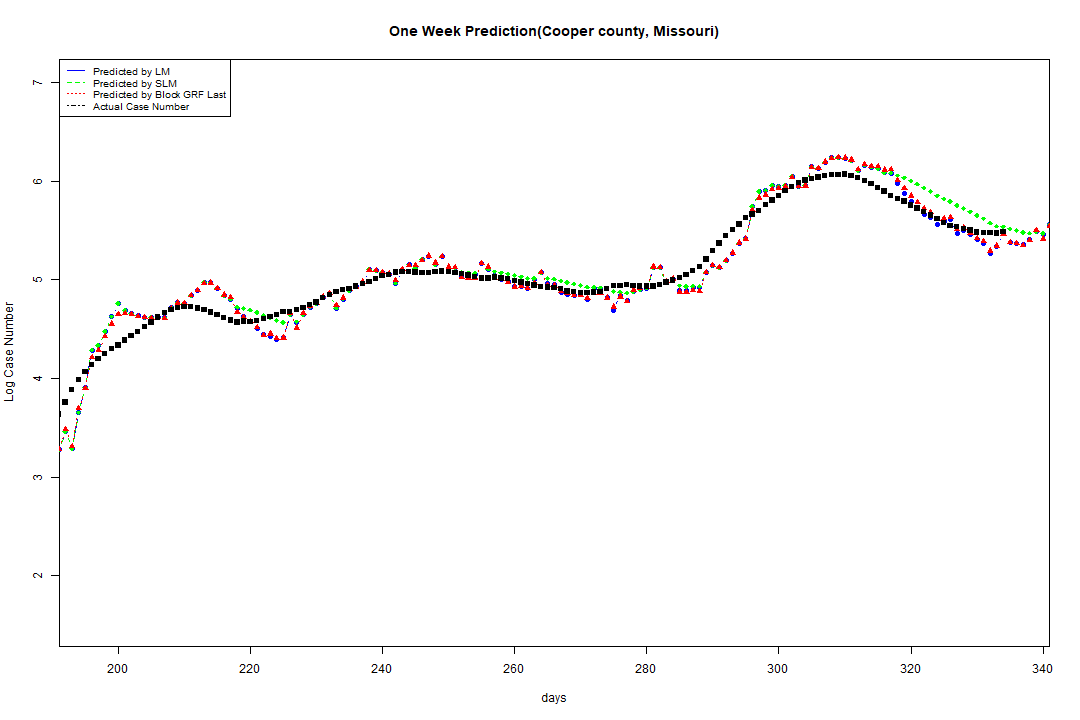 One Week Prediction(Cooper county, Missouri)
Predicted by LM
Predicted by SLM
Predicted by Block GRF Last
Actual Case Number
7
6
5
4
3
2
Log Case Number
200 220 240 260 280 300 320 340
days